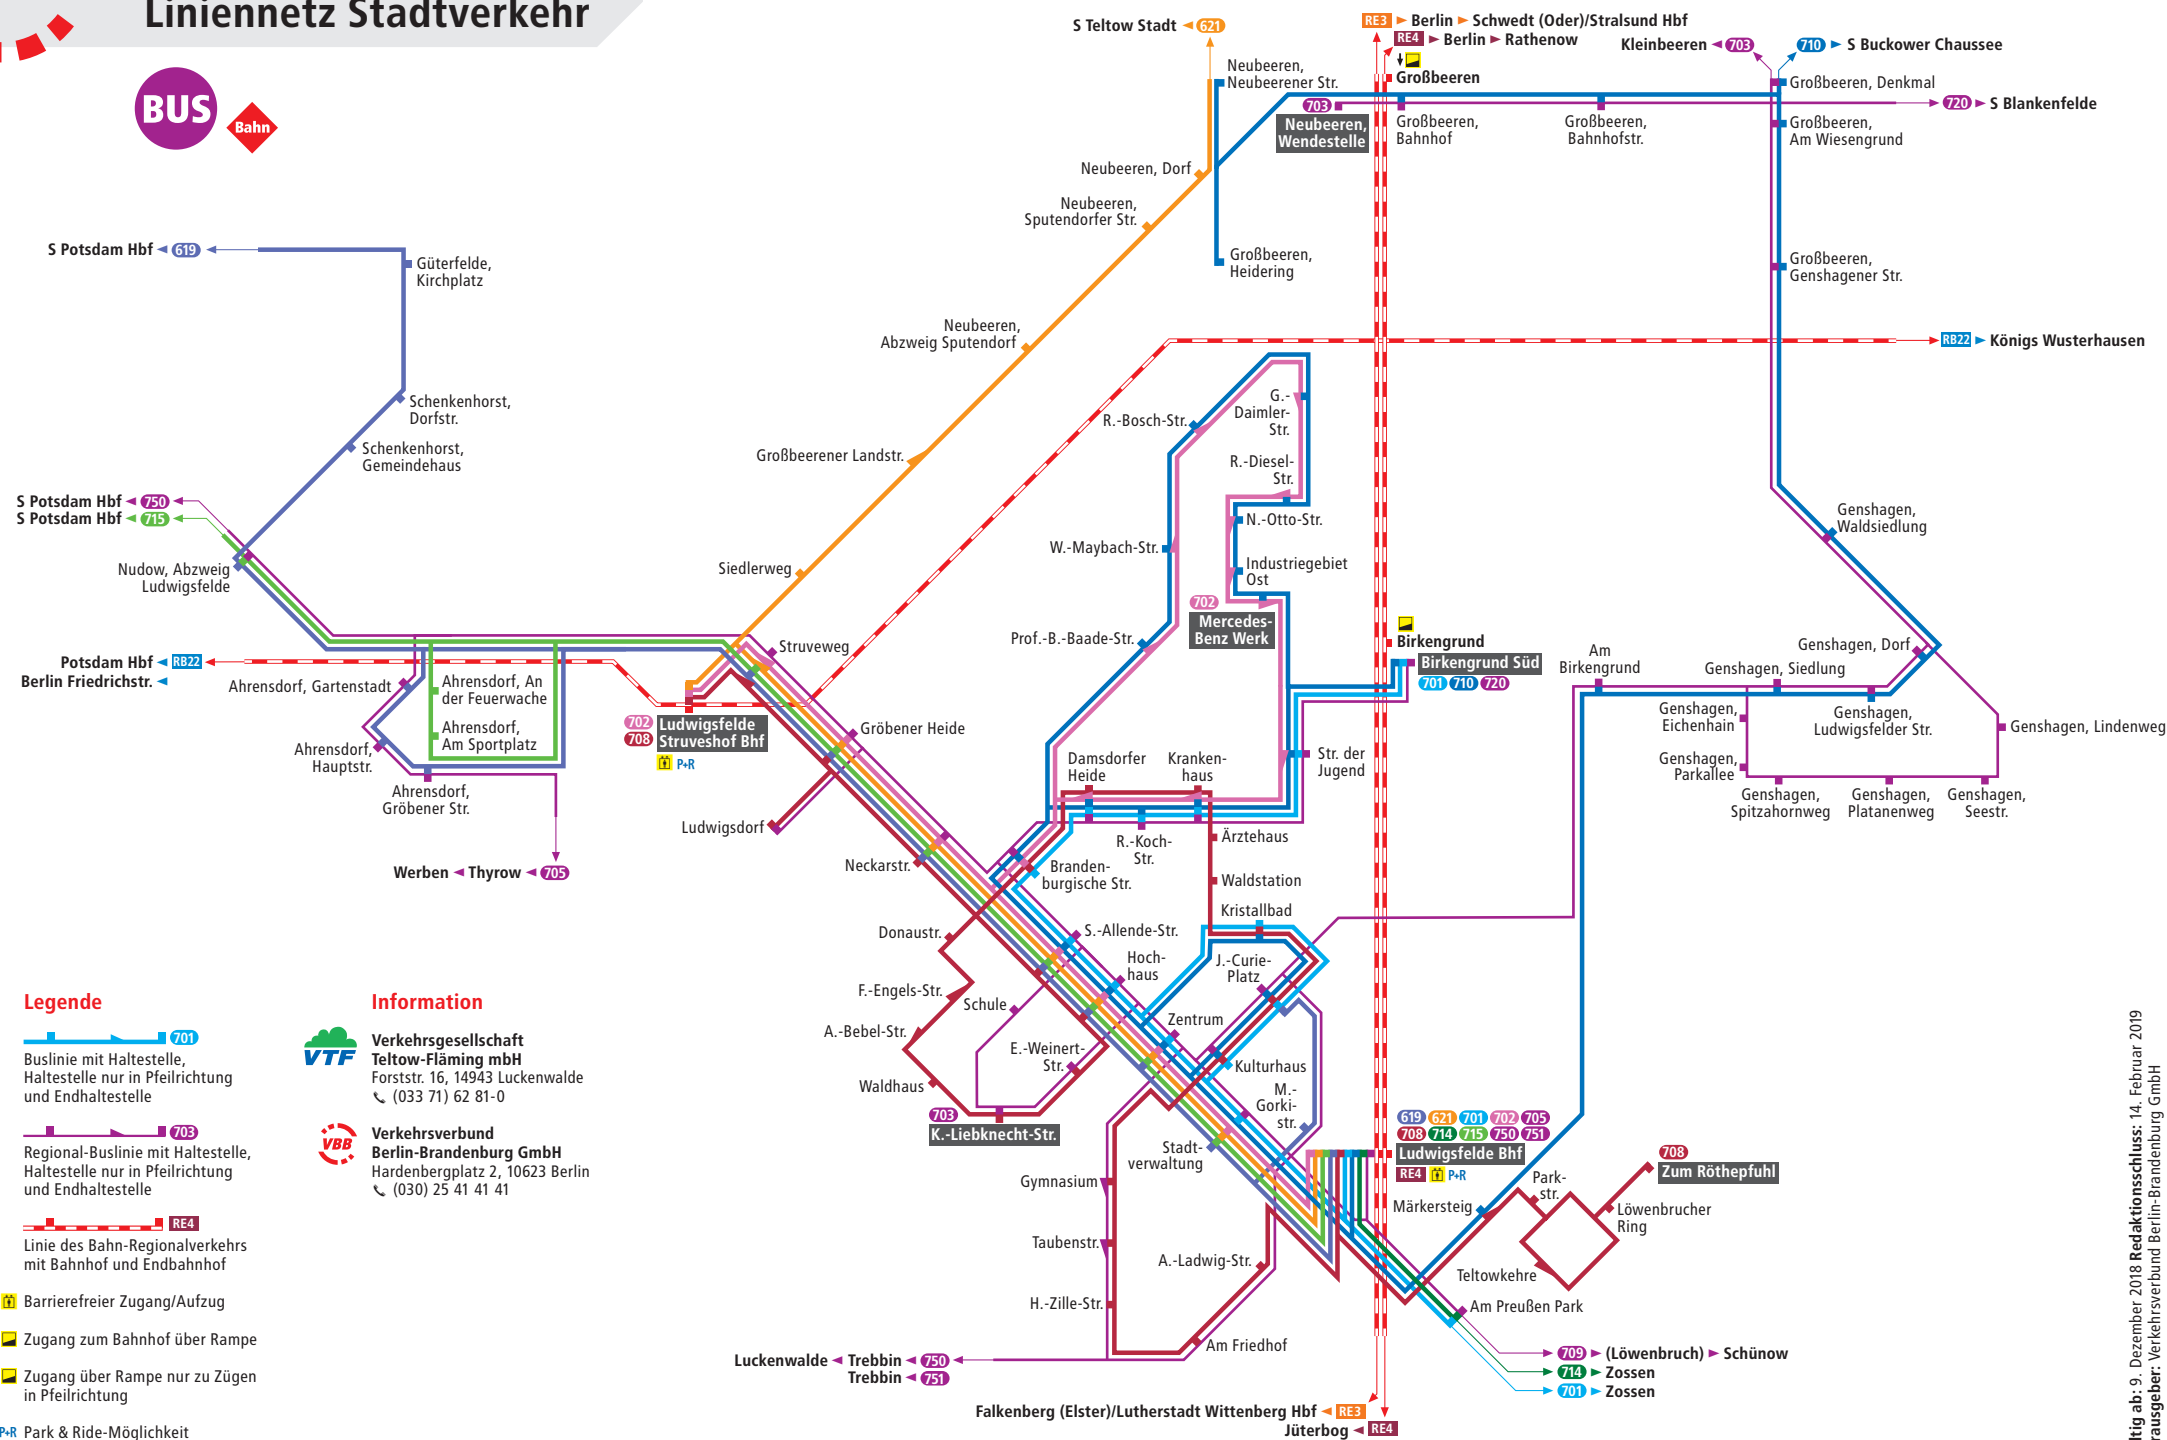 Liniennetz Stadtverkehr
BUS
Bahn
S Teltow Stadt
621
RE3
Berlin
Schwedt (Oder)/Stralsund Hbf
RE4
Berlin
Rathenow
Kleinbeeren
703
710
S Buckower Chaussee
Neubeeren,
Neubeerener Str.
Großbeeren
Großbeeren, Denkmal
703
Neubeeren,
Wendestelle
Großbeeren,
Bahnhof
Großbeeren,
Bahnhofstr.
720
S Blankenfelde
Großbeeren,
Am Wiesengrund
Neubeeren, Dorf
Neubeeren,
Sputendorfer Str.
Großbeeren,
Heidering
Großbeeren,
Genshagener Str.
S Potsdam Hbf
619
Güterfelde,
Kirchplatz
Neubeeren,
Abzweig Sputendorf
RB22
Königs Wusterhausen
Schenkenhorst,
Dorfstr.
Schenkenhorst,
Gemeindehaus
G.-
Daimler-
Str.
R.-Bosch-Str.
Großbeerener Landstr.
R.-Diesel-
Str.
S Potsdam Hbf
750
S Potsdam Hbf
715
N.-Otto-Str.
Genshagen,
Waldsiedlung
W.-Maybach-Str.
Nudow, Abzweig
Ludwigsfelde
Siedlerweg
Industriegebiet
Ost
702
Mercedes-
Benz Werk
Prof.-B.-Baade-Str.
Struveweg
Birkengrund
Birkengrund Süd
701 710 720
Am
Birkengrund
Genshagen, Dorf
Genshagen, Siedlung
Potsdam Hbf
RB22
Berlin Friedrichstr.
Ahrensdorf, Gartenstadt
Ahrensdorf, An
der Feuerwache
Ahrensdorf,
Am Sportplatz
Ahrensdorf,
Hauptstr.
Ahrensdorf,
Gröbener Str.
702
708
Ludwigsfelde
Struveshof Bhf
P+R
Gröbener Heide
Genshagen,
Eichenhain
Genshagen,
Ludwigsfelder Str.
Genshagen, Lindenweg
Genshagen,
Parkallee
Genshagen,
Spitzahornweg
Genshagen,
Platanenweg
Genshagen,
Seestr.
Damsdorfer
Heide
Kranken-
haus
Str. der
Jugend
Ludwigsdorf
Werben
Thyrow
705
Neckarstr.
R.-Koch-
Str.
Ärztehaus
Branden-
burgische Str.
Waldstation
Kristallbad
Donaustr.
S.-Allende-Str.
Hoch-
haus
J.-Curie-
Platz
F.-Engels-Str.
Schule
A.-Bebel-Str.
Zentrum
E.-Weinert-
Str.
Kulturhaus
Waldhaus
M.-
Gorki-
str.
703
K.-Liebknecht-Str.
Stadt-
verwaltung
619 621 701 702 705
708 714 715 750 751
Ludwigsfelde Bhf
RE4
P+R
708
Zum Röthepfuhl
Gymnasium
Park-
str.
Märkersteig
Löwenbrucher
Ring
Taubenstr.
A.-Ladwig-Str.
Teltowkehre
H.-Zille-Str.
Am Preußen Park
Am Friedhof
Luckenwalde
Trebbin
750
Trebbin
751
709
(Löwenbruch)
Schünow
714
Zossen
701
Zossen
Falkenberg (Elster)/Lutherstadt Wittenberg Hbf
RE3
Jüterbog
RE4
Legende
701
Buslinie mit Haltestelle,
Haltestelle nur in Pfeilrichtung
und Endhaltestelle
703
Regional-Buslinie mit Haltestelle,
Haltestelle nur in Pfeilrichtung
und Endhaltestelle
RE4
Linie des Bahn-Regionalverkehrs
mit Bahnhof und Endbahnhof
Barrierefreier Zugang/Aufzug
Zugang zum Bahnhof über Rampe
Zugang über Rampe nur zu Zügen
in Pfeilrichtung
P+R Park & Ride-Möglichkeit
Information
VTF
Verkehrsgesellschaft
Teltow-Fläming mbH
Forststr. 16, 14943 Luckenwalde
(033 71) 62 81-0
VBB
Verkehrsverbund
Berlin-Brandenburg GmbH
Hardenbergplatz 2, 10623 Berlin
(030) 25 41 41 41
ltig ab: 9. Dezember 2018 Redaktionsschluss: 14. Februar 2019
rausgeber: Verkehrsverbund Berlin-Brandenburg GmbH